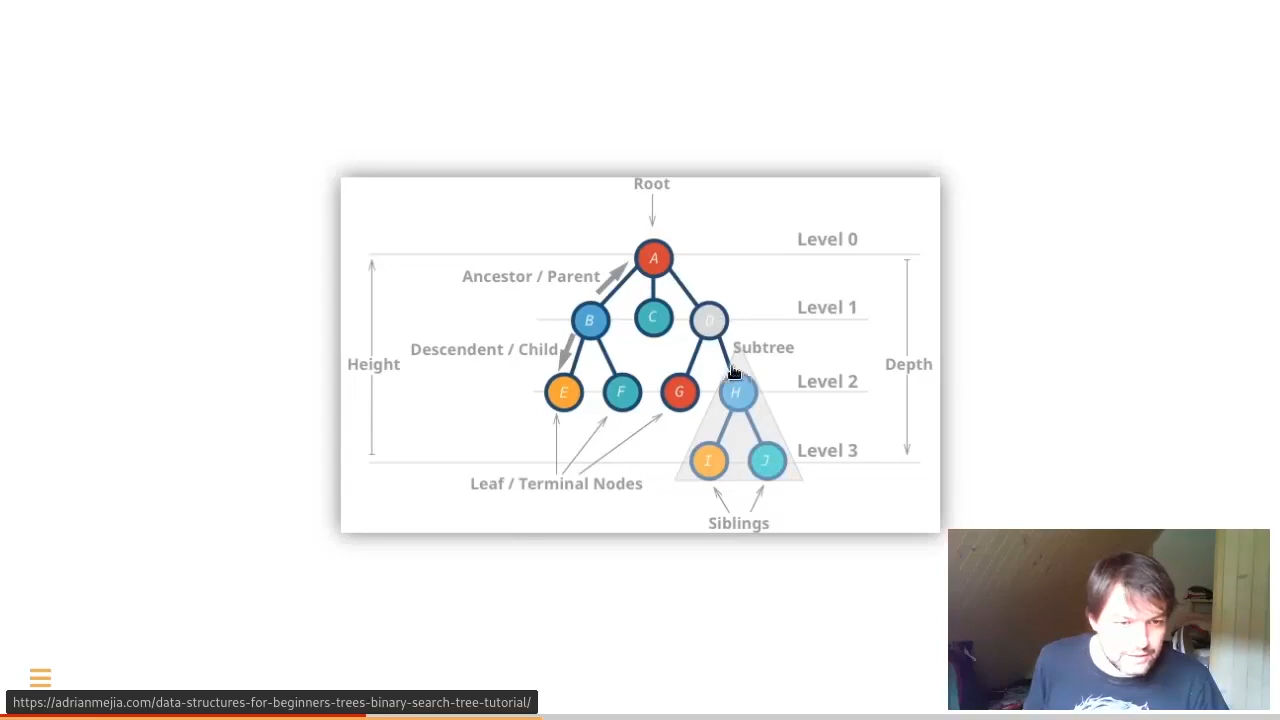 Root
Level 0
A
Ancestor / Parent
Level 1
B
C
D
Descendent / Child
Subtree
Height
Depth
Level 2
E
F
G
H
Level 3
I
J
Leaf / Terminal Nodes
Siblings
https://adrianmejia.com/data-structures-for-beginners-trees-binary-search-tree-tutorial/